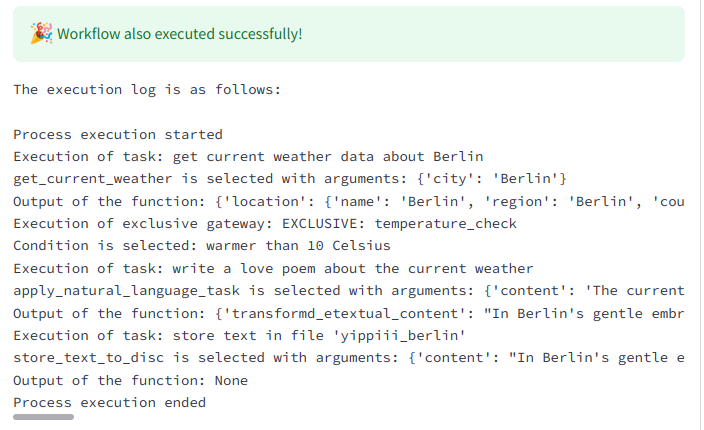 🎉 Workflow also executed successfully!
The execution log is as follows:
Process execution started
Execution of task: get current weather data about Berlin
get_current_weather is selected with arguments: {'city': 'Berlin'}
Output of the function: {'location': {'name': 'Berlin', 'region': 'Berlin', 'cou
Execution of exclusive gateway: EXCLUSIVE: temperature_check
Condition is selected: warmer than 10 Celsius
Execution of task: write a love poem about the current weather
apply_natural_language_task is selected with arguments: {'content': 'The current
Output of the function: {'transformd_etextual_content': "In Berlin's gentle embr
Execution of task: store text in file 'yippiii_berlin'
store_text_to_disc is selected with arguments: {'content': "In Berlin's gentle e
Output of the function: None
Process execution ended